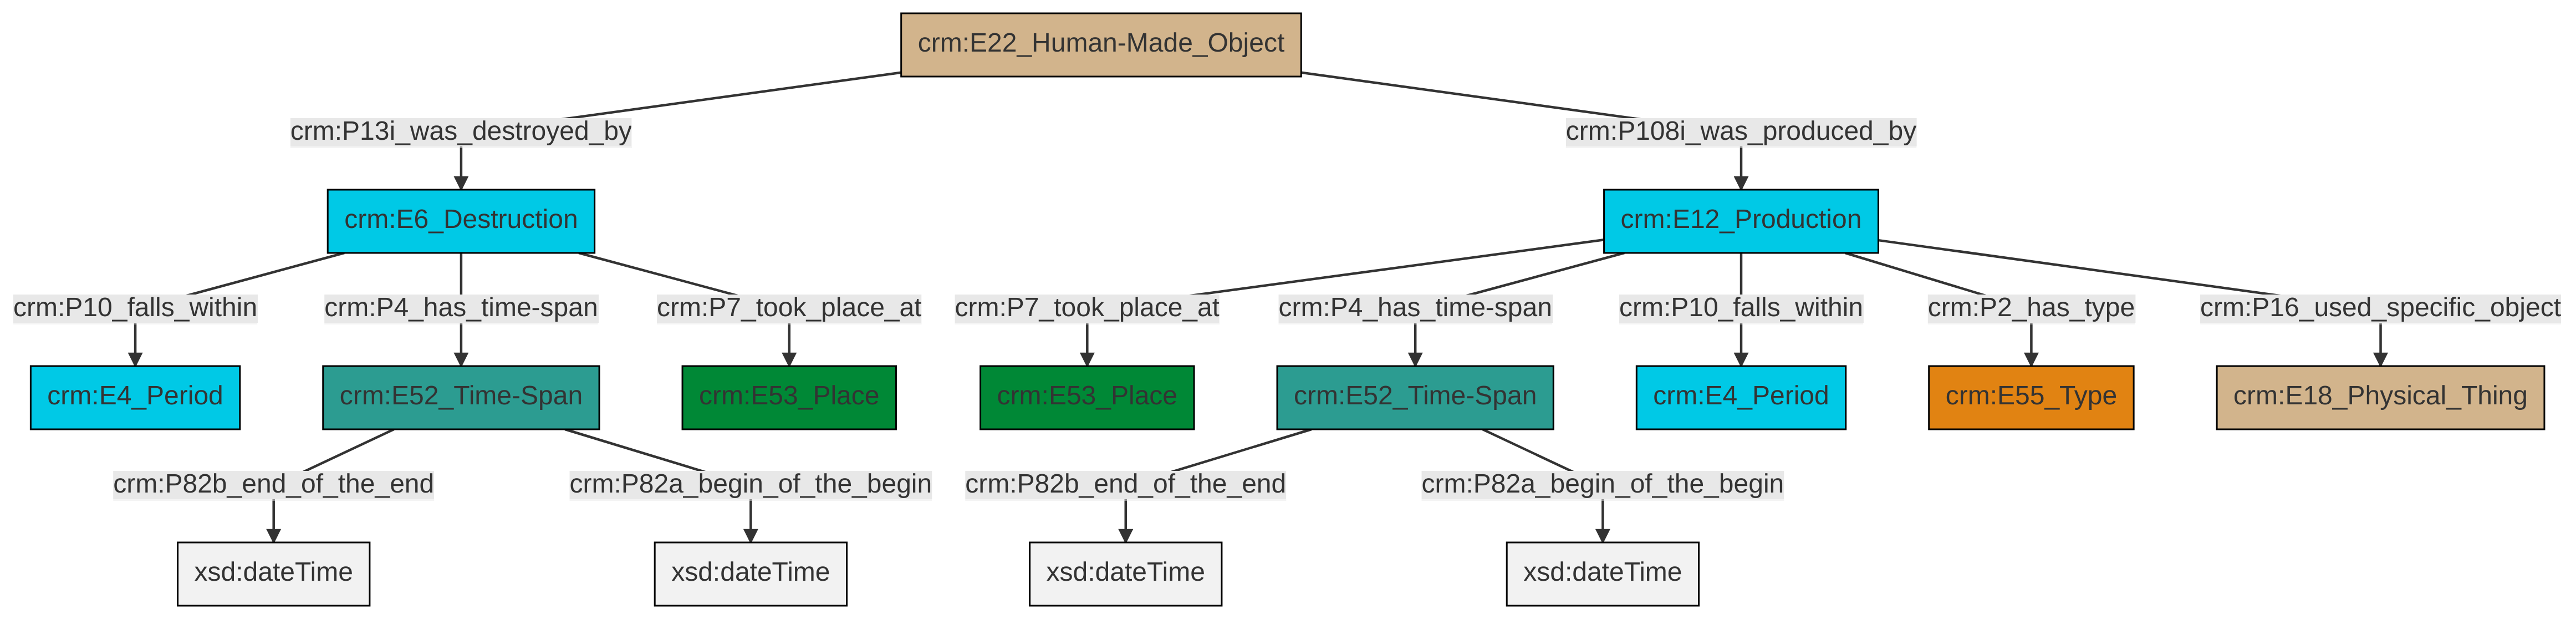 crm:E22_Human-Made_Object
crm:P13i_was_destroyed_by
crm:P108i_was_produced_by
crm:E6_Destruction
crm:E12_Production
crm:P10_falls_within
crm:P4_has_time-span
crm:P7_took_place_at
crm:P7_took_place_at
crm:P4_has_time-span
crm:P10_falls_within
crm:P2_has_type
crm:P16_used_specific_object
crm:E4_Period
crm:E52_Time-Span
crm:E53_Place
crm:E53_Place
crm:E52_Time-Span
crm:E4_Period
crm:E55_Type
crm:E18_Physical_Thing
crm:P82b_end_of_the_end
crm:P82a_begin_of_the_begin
crm:P82b_end_of_the_end
crm:P82a_begin_of_the_begin
xsd:dateTime
xsd:dateTime
xsd:dateTime
xsd:dateTime